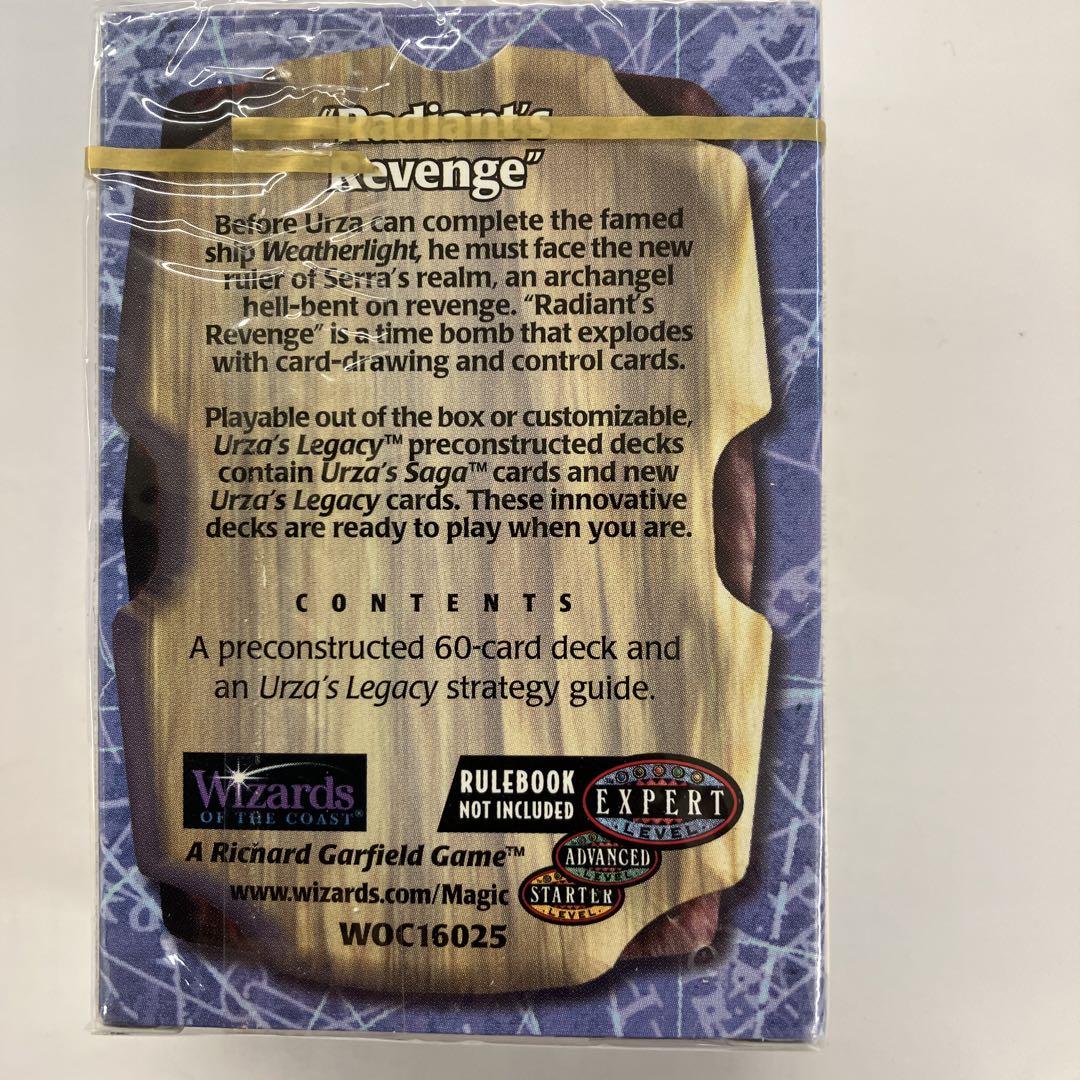 "Radiant's
Revenge"
Before Urza can complete the famed
ship Weatherlight, he must face the new
ruler of Serra's realm, an archangel
hell-bent on revenge. "Radiant's
Revenge" is a time bomb that explodes
with card-drawing and control cards.
Playable out of the box or customizable,
Urza's Legacy™ preconstructed decks
contain Urza's Saga™ cards and new
Urza's Legacy cards. These innovative
decks are ready to play when you are.
CONTENTS
A preconstructed 60-card deck and
an Urza's Legacy strategy guide.
Wizards®
OF THE COAST®
RULEBOOK
NOT INCLUDED
EXPERT
LEVEL
A Richard Garfield Game™
ADVANCED
LEVEL
www.wizards.com/Magic
STARTER
LEVEL
WOC16025